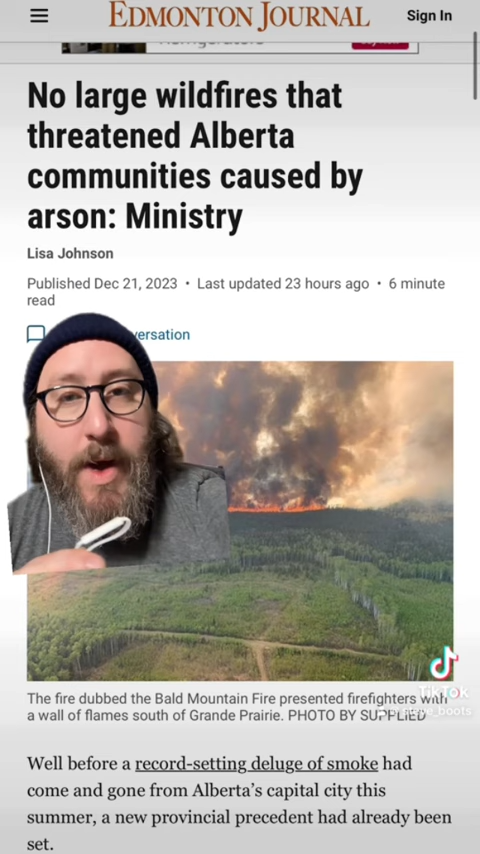 EDMONTON JOURNAL
Sign In
No large wildfires that
threatened Alberta
communities caused by
arson: Ministry
Lisa Johnson
Published Dec 21, 2023 • Last updated 23 hours ago • 6 minute
read
The fire dubbed the Bald Mountain Fire presented firefighters with
a wall of flames south of Grande Prairie. PHOTO BY SUPPLIED
TikTok
Well before a record-setting deluge of smoke had
come and gone from Alberta's capital city this
summer, a new provincial precedent had already been
set.